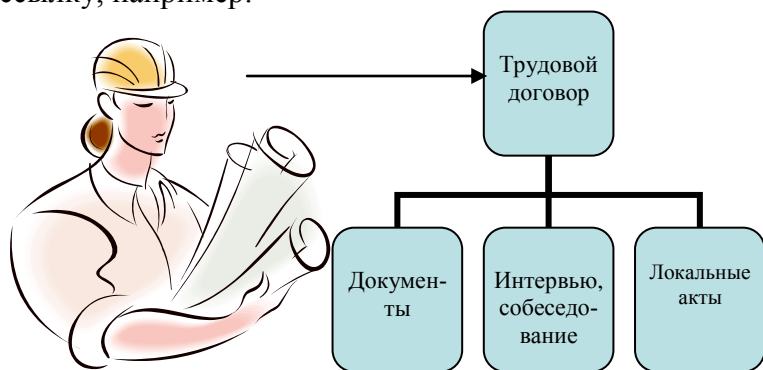 ссылку, например:
Трудовой
договор
Докумен-
ты
Интервью,
собеседо-
вание
Локальные
акты